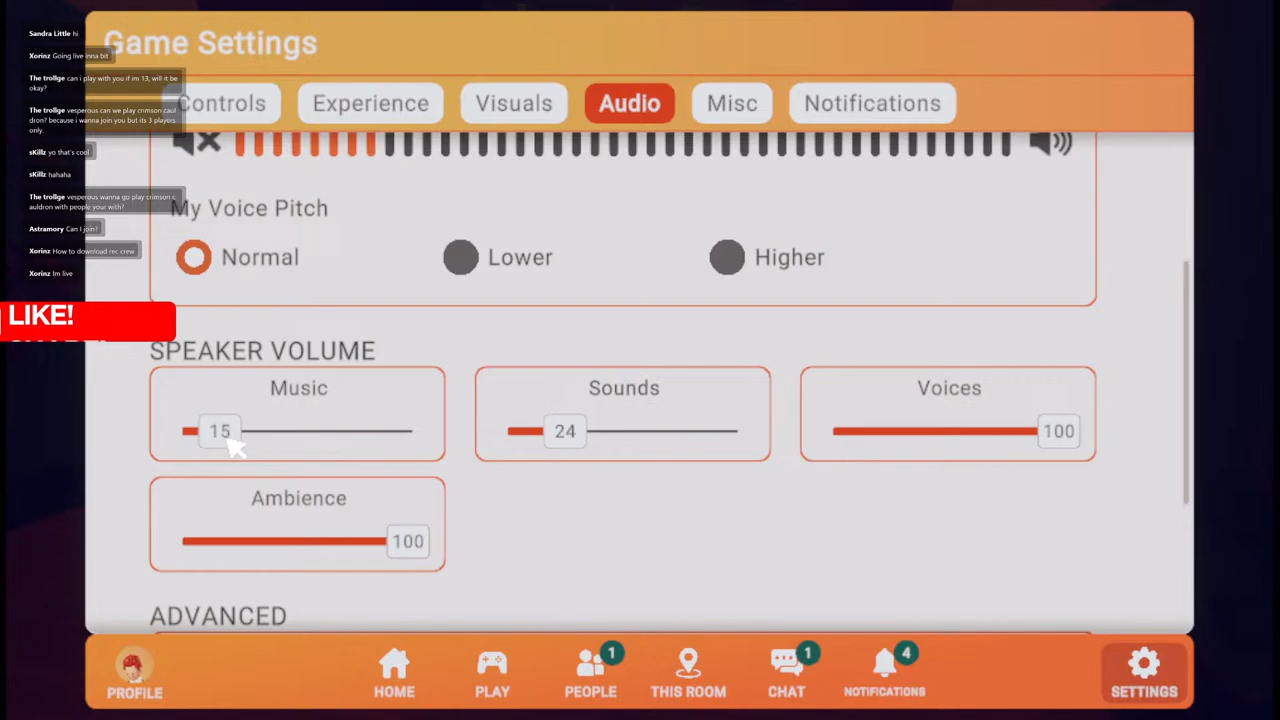 Sandra Little hi
Xorinz Going live inna bit
The trollge can i play with you if im 13, will it be
okay?
The trollge vesperous can we play crimson caul
dron? because i wanna join you but its 3 players
only.
sKillz yo that's cool
sKillz hahaha
The trollge vesperous wanna go play crimson c
auldron with people your with?
Astramory Can I join?
Xorinz How to download rec crew
Xorinz Im live
LIKE!
Game Settings
Controls
Experience
Visuals
Audio
Misc
Notifications
My Voice Pitch
Normal
Lower
Higher
SPEAKER VOLUME
Music
Sounds
Voices
15
24
100
Ambience
100
ADVANCED
PROFILE
HOME
PLAY
1
PEOPLE
THIS ROOM
1
CHAT
4
NOTIFICATIONS
SETTINGS